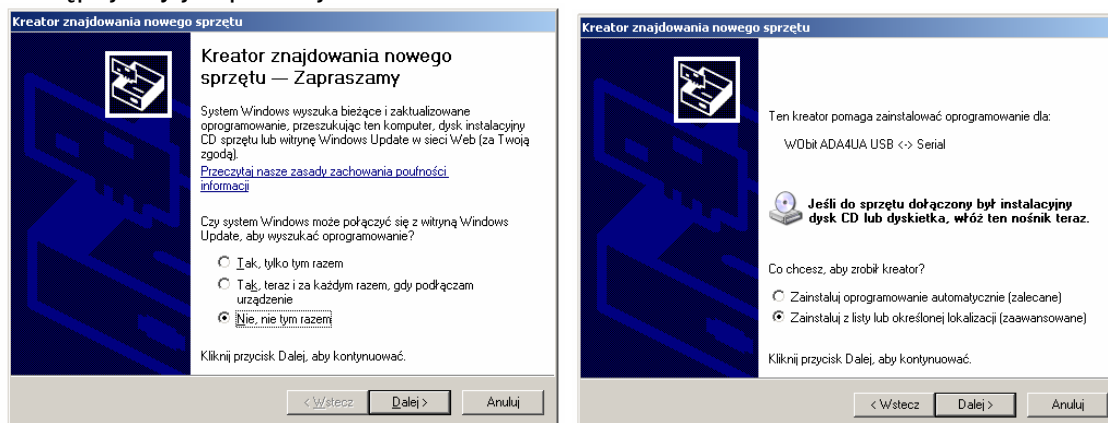 Kreator znajdowania nowego sprzętu
Kreator znajdowania nowego
sprzętu — Zapraszamy
System Windows wyszuka bieżące i zaktualizowane
oprogramowanie, przeszukując ten komputer, dysk instalacyjny
CD sprzętu lub witrynę Windows Update w sieci Web (za Twoją
zgodą).
Przeczytaj nasze zasady zachowania poufności
informacji
Czy system Windows może połączyć się z witryną Windows
Update, aby wyszukać oprogramowanie?
Tak, tylko tym razem
Tak, teraz i za każdym razem, gdy podłączam
urządzenie
Nie, nie tym razem
Kliknij przycisk Dalej, aby kontynuować.
< Wstecz Dalej > Anuluj
Kreator znajdowania nowego sprzętu
Ten kreator pomaga zainstalować oprogramowanie dla:
WObit ADA4UA USB <-> Serial
Jeśli do sprzętu dołączony był instalacyjny
dysk CD lub dyskietka, włóż ten nośnik teraz.
Co chcesz, aby zrobił kreator?
Zainstaluj oprogramowanie automatycznie (zalecane)
Zainstaluj z listy lub określonej lokalizacji (zaawansowane)
Kliknij przycisk Dalej, aby kontynuować.
< Wstecz Dalej > Anuluj